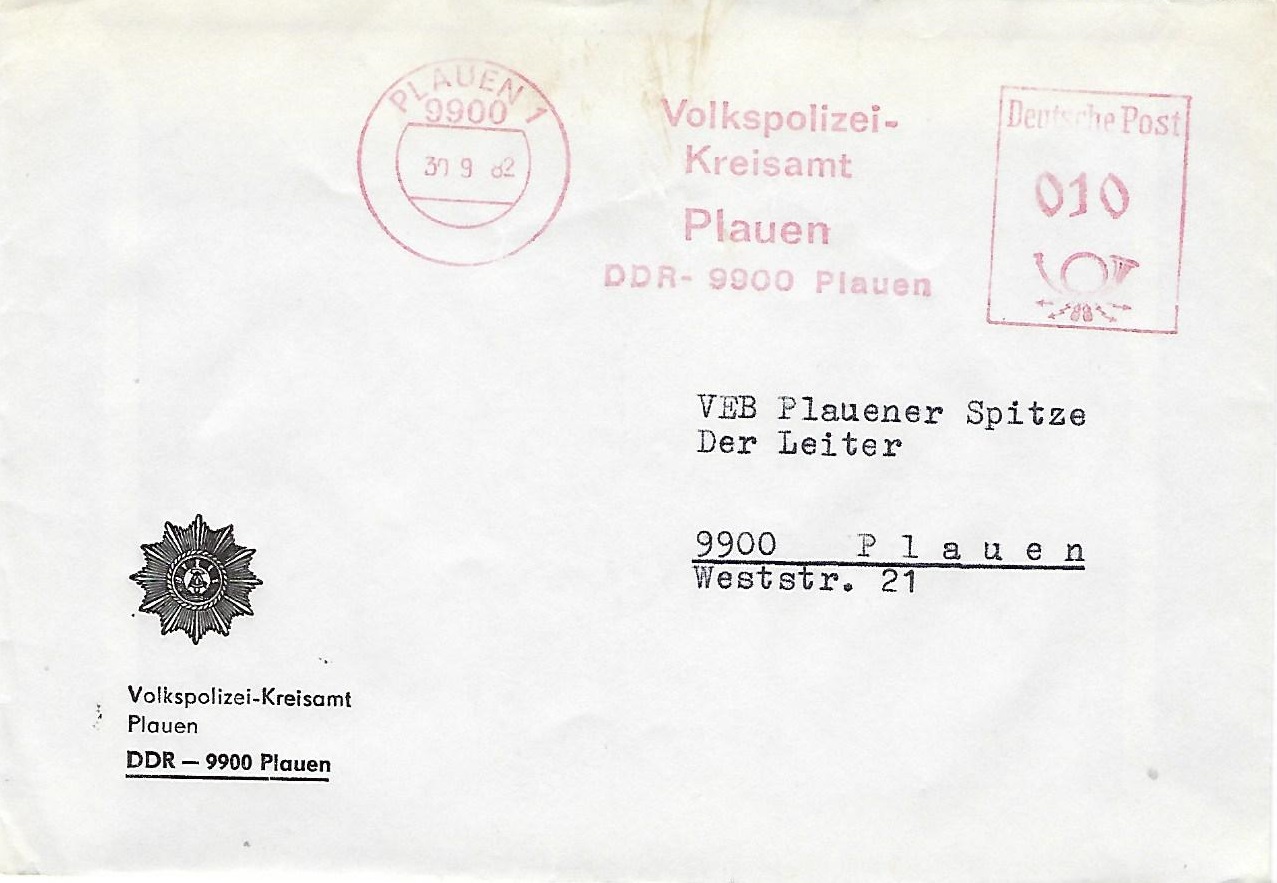 PLAUEN 1
9900
30 9 82
Volkspolizei-
Kreisamt
Plauen
DDR- 9900 Plauen
Deutsche Post
010
VEB Plauener Spitze
Der Leiter
9900 P l a u e n
Weststr. 21
Volkspolizei-Kreisamt
Plauen
DDR — 9900 Plauen